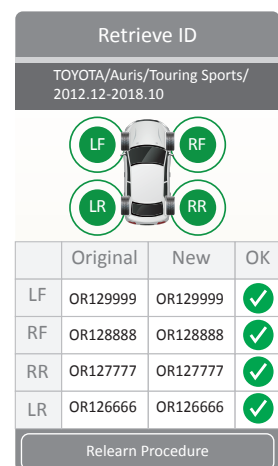 Retrieve ID
TOYOTA/Auris/Touring Sports/
2012.12-2018.10
LF RF
LR RR
Original New OK
LF OR129999 OR129999
RF OR128888 OR128888
RR OR127777 OR127777
LR OR126666 OR126666
Relearn Procedure